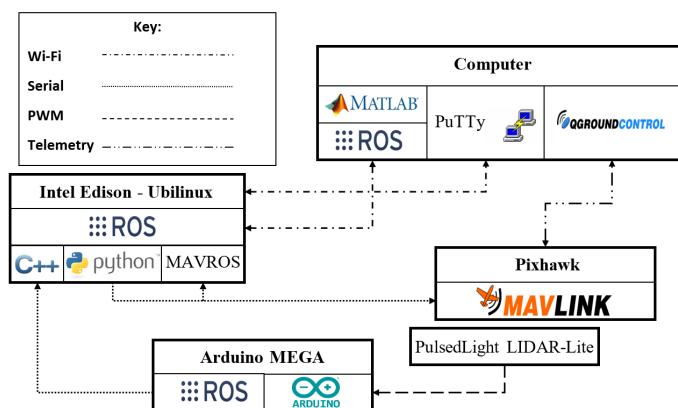 Key:
Wi-Fi
Serial
PWM
Telemetry
Computer
MATLAB
ROS
PuTTy
QGROUNDCONTROL
Intel Edison - Ubilinux
ROS
C++
python
MAVROS
Pixhawk
MAVLINK
PulsedLight LIDAR-Lite
Arduino MEGA
ROS
ARDUINO